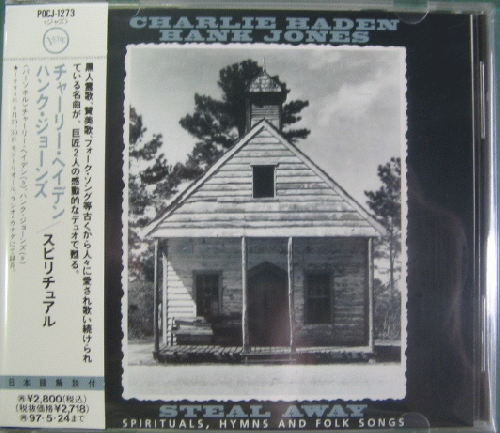 POCJ-1273
(ジャズ)
Verve
チャーリー・ヘイデン
ハンク・ジョーンズ
スピリチュアル
黒人霊歌、賛美歌、フォーク・ソング等古くから人々に愛され歌い続けられ
ている名曲が、巨匠2人の感動的なデュオで甦る。
日本語解説付
¥2,800(税込)
(税抜価格¥2,718)
97・5・24まで
CHARLIE HADEN
HANK JONES
STEAL AWAY
SPIRITUALS, HYMNS AND FOLK SONGS